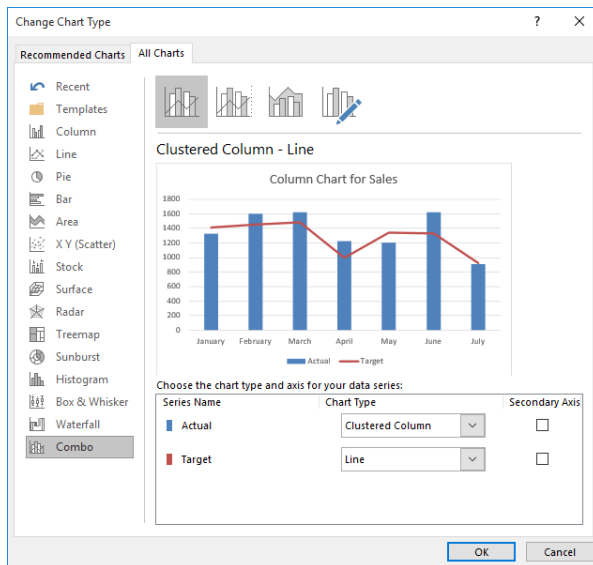 Change Chart Type
?
Recommended Charts
All Charts
Recent
Templates
Column
Line
Pie
Bar
Area
X Y (Scatter)
Stock
Surface
Radar
Treemap
Sunburst
Histogram
Box & Whisker
Waterfall
Combo
Clustered Column - Line
Column Chart for Sales
1800
1600
1400
1200
1000
800
600
400
200
0
January February March April May June July
Actual Target
Choose the chart type and axis for your data series:
Series Name Chart Type Secondary Axis
Actual Clustered Column
Target Line
OK Cancel